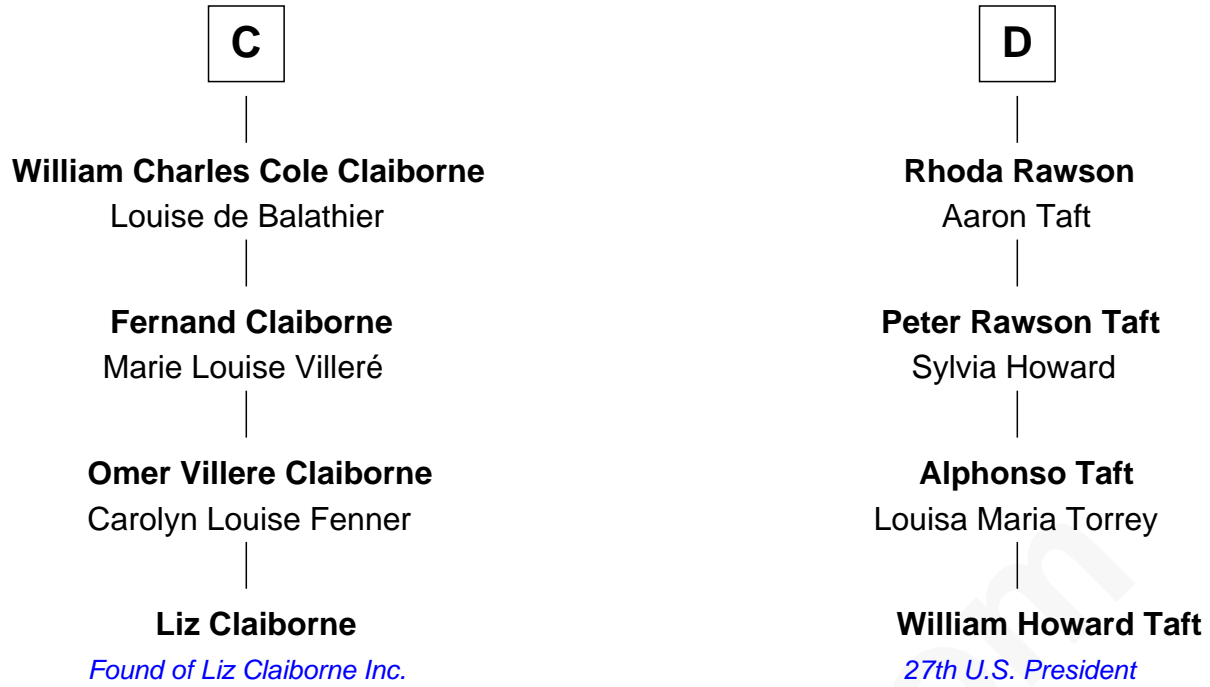 C
William Charles Cole Claiborne
Louise de Balathier
Fernand Claiborne
Marie Louise Villeré
Omer Villere Claiborne
Carolyn Louise Fenner
Liz Claiborne
Found of Liz Claiborne Inc.
D
Rhoda Rawson
Aaron Taft
Peter Rawson Taft
Sylvia Howard
Alphonso Taft
Louisa Maria Torrey
William Howard Taft
27th U.S. President